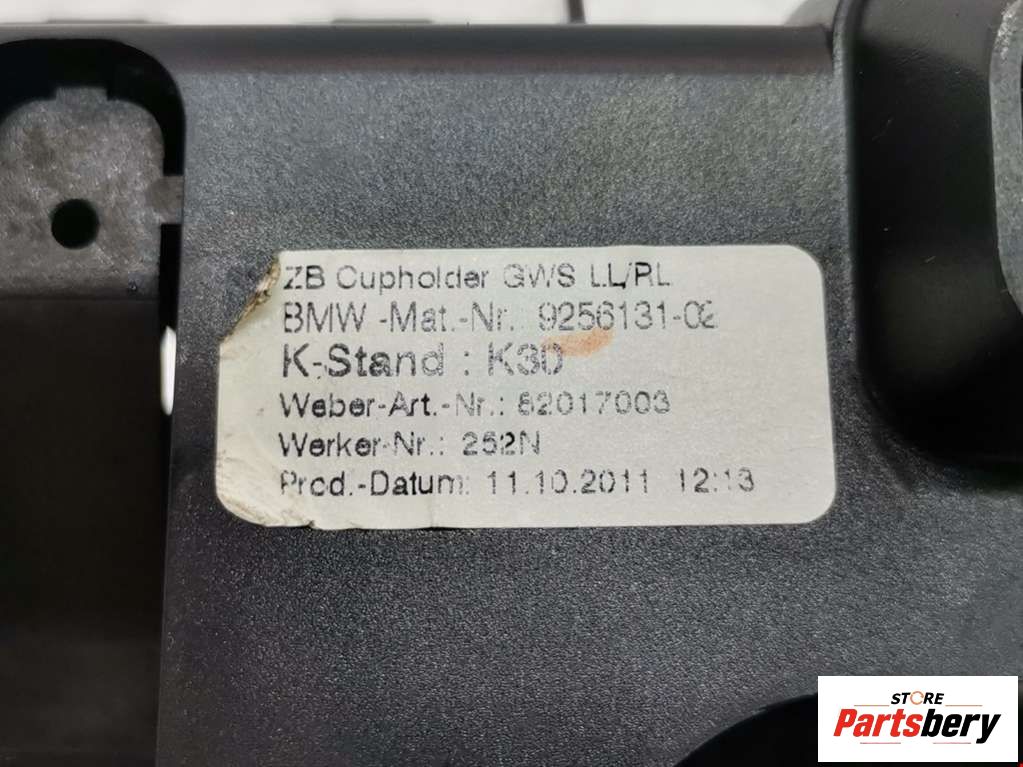 ZB Cupholder GWS LL/RL
BMW -Mat.-Nr.: 9256131-02
K-Stand : K30
Weber-Art.-Nr.: 82017003
Werker-Nr.: 252N
Prod.-Datum: 11.10.2011 12:13
STORE
Partsbery